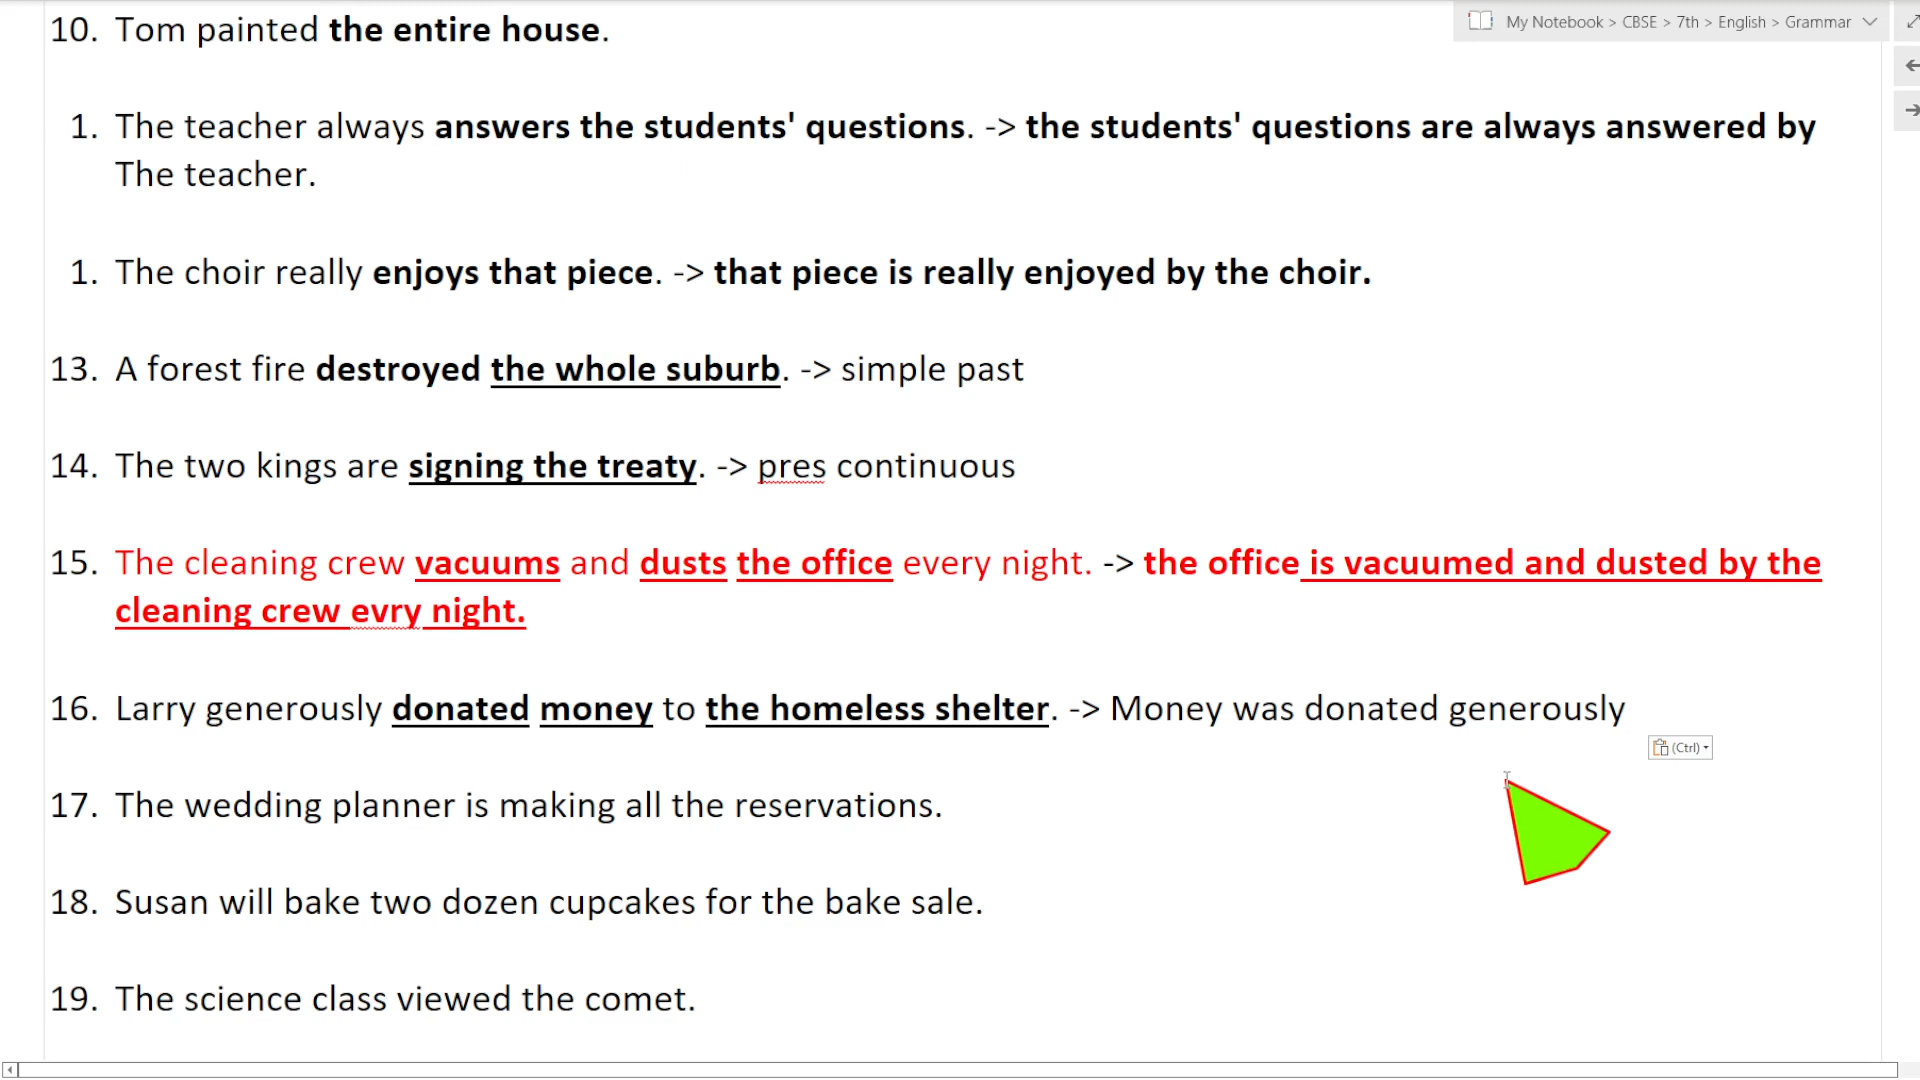 My Notebook > CBSE > 7th > English > Grammar
10. Tom painted the entire house.
1. The teacher always answers the students' questions. -> the students' questions are always answered by
The teacher.
1. The choir really enjoys that piece. -> that piece is really enjoyed by the choir.
13. A forest fire destroyed the whole suburb. -> simple past
14. The two kings are signing the treaty. -> pres continuous
15. The cleaning crew vacuums and dusts the office every night. -> the office is vacuumed and dusted by the
cleaning crew evry night.
16. Larry generously donated money to the homeless shelter. -> Money was donated generously
(Ctrl)
17. The wedding planner is making all the reservations.
18. Susan will bake two dozen cupcakes for the bake sale.
19. The science class viewed the comet.